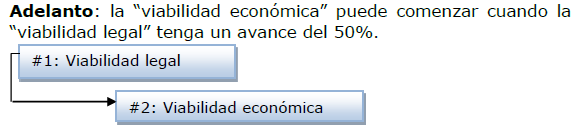 Adelanto: la “viabilidad económica” puede comenzar cuando la
“viabilidad legal” tenga un avance del 50%.
#1: Viabilidad legal
#2: Viabilidad económica